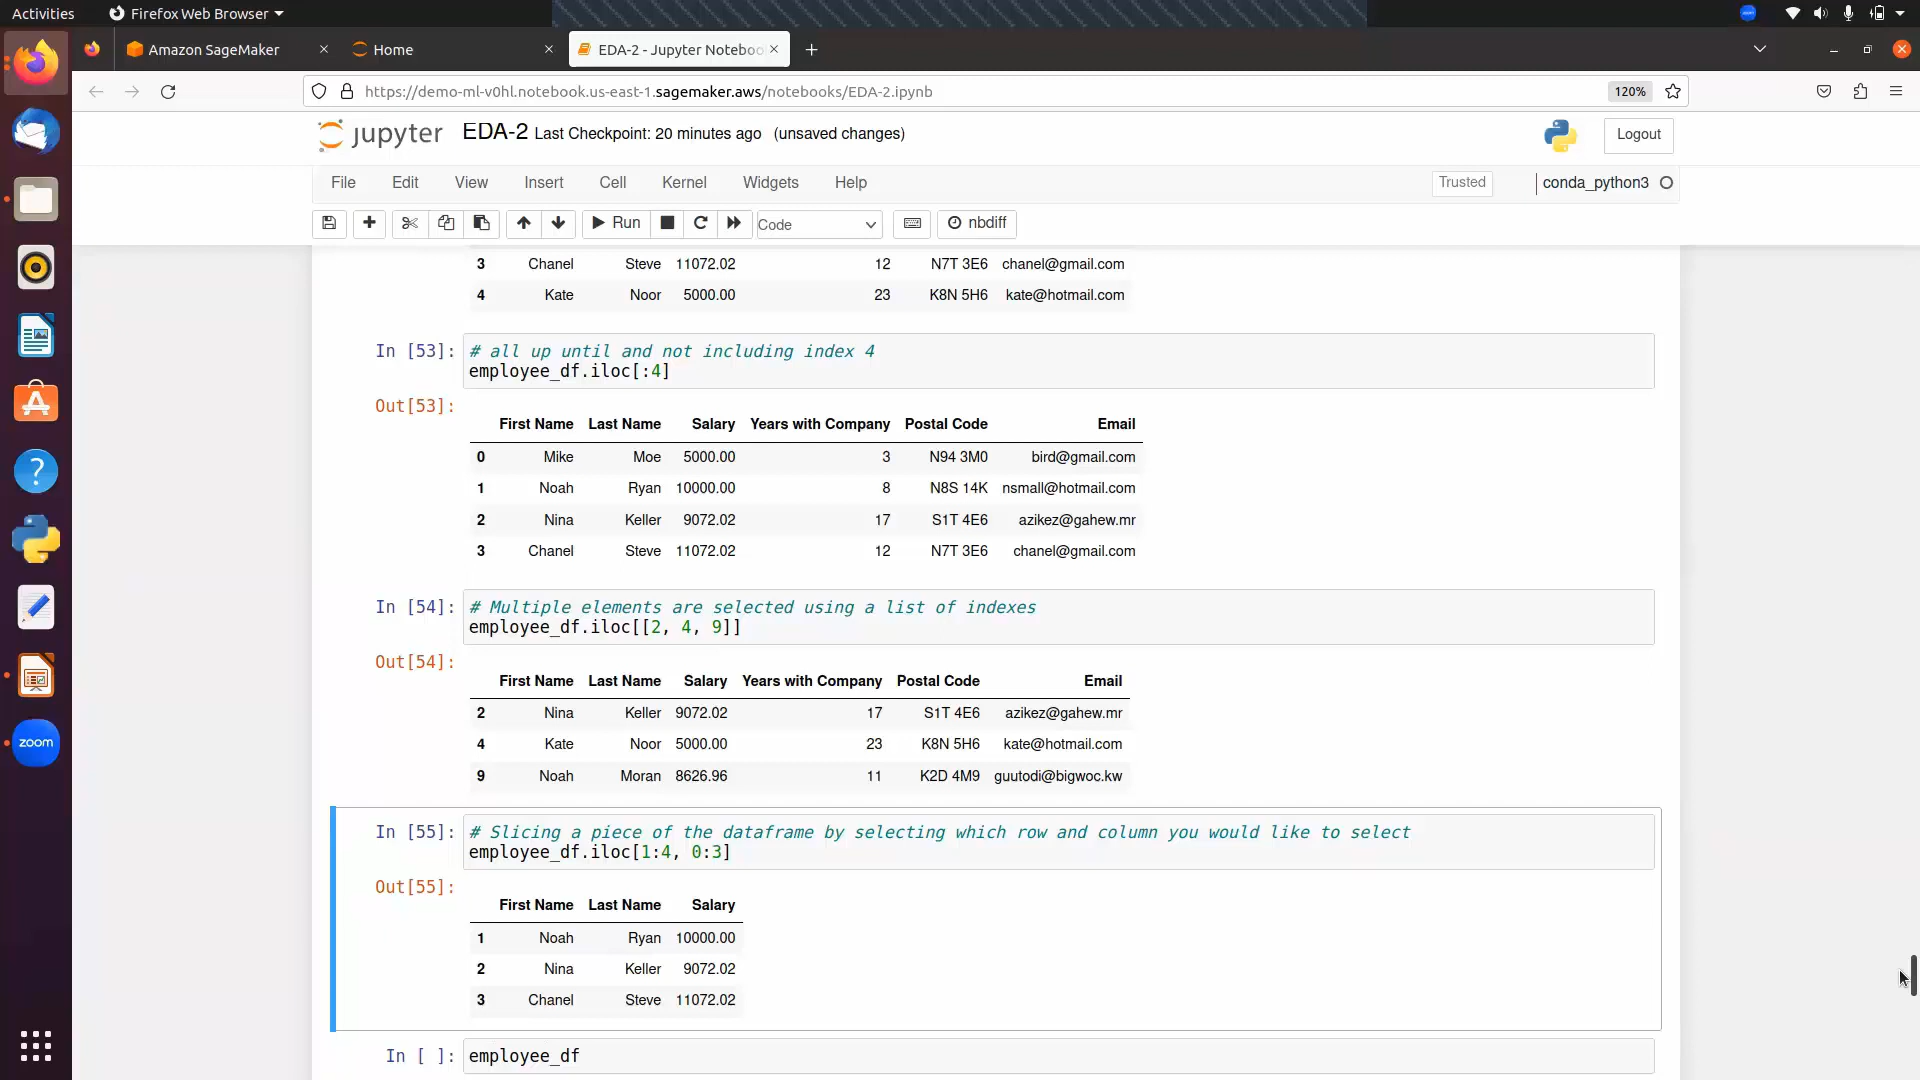 Activities
Firefox Web Browser
Amazon SageMaker
Home
EDA-2 - Jupyter Noteboo
https://demo-ml-v0hl.notebook.us-east-1.sagemaker.aws/notebooks/EDA-2.ipynb
120%
jupyter EDA-2 Last Checkpoint: 20 minutes ago (unsaved changes)
Logout
File Edit View Insert Cell Kernel Widgets Help
Trusted
conda_python3
Run
Code
nbdiff
3 Chanel Steve 11072.02 12 N7T 3E6 chanel@gmail.com
4 Kate Noor 5000.00 23 K8N 5H6 kate@hotmail.com
In [53]: # all up until and not including index 4
employee_df.iloc[:4]
Out[53]:
First Name Last Name Salary Years with Company Postal Code Email
0 Mike Moe 5000.00 3 N94 3M0 bird@gmail.com
1 Noah Ryan 10000.00 8 N8S 14K nsmall@hotmail.com
2 Nina Keller 9072.02 17 S1T 4E6 azikez@gahew.mr
3 Chanel Steve 11072.02 12 N7T 3E6 chanel@gmail.com
In [54]: # Multiple elements are selected using a list of indexes
employee_df.iloc[[2, 4, 9]]
Out[54]:
First Name Last Name Salary Years with Company Postal Code Email
2 Nina Keller 9072.02 17 S1T 4E6 azikez@gahew.mr
4 Kate Noor 5000.00 23 K8N 5H6 kate@hotmail.com
9 Noah Moran 8626.96 11 K2D 4M9 guutodi@bigwoc.kw
zoom
In [55]: # Slicing a piece of the dataframe by selecting which row and column you would like to select
employee_df.iloc[1:4, 0:3]
Out[55]:
First Name Last Name Salary
1 Noah Ryan 10000.00
2 Nina Keller 9072.02
3 Chanel Steve 11072.02
In [ ]: employee_df